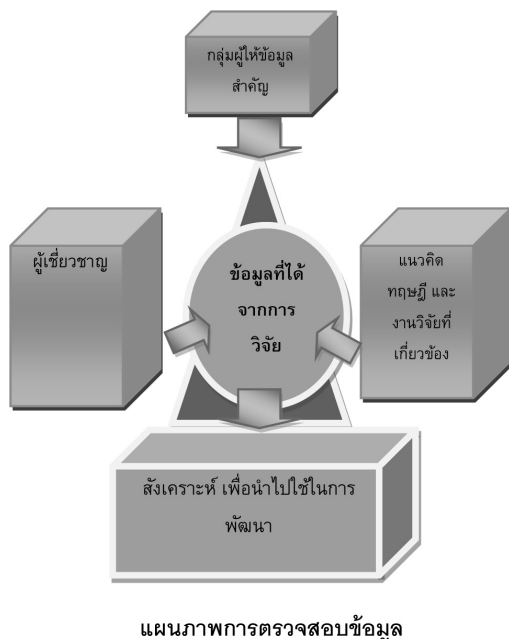 กลุ่มผู้ให้ข้อมูล
สำคัญ
ผู้เชี่ยวชาญ
ข้อมูลที่ได้
จากการ
วิจัย
แนวคิด
ทฤษฎี และ
งานวิจัยที่
เกี่ยวข้อง
สังเคราะห์ เพื่อนำไปใช้ในการ
พัฒนา
แผนภาพการตรวจสอบข้อมูล